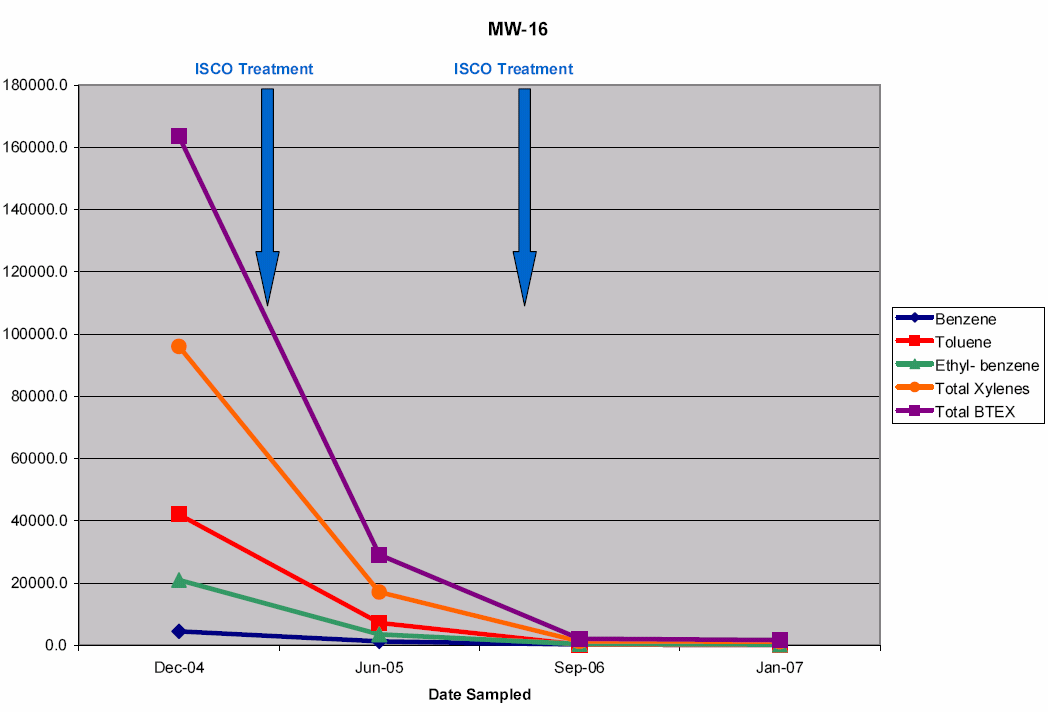 MW-16
ISCO Treatment ISCO Treatment
180000.0
160000.0
140000.0
120000.0
100000.0
80000.0
60000.0
40000.0
20000.0
0.0
Benzene
Toluene
Ethyl- benzene
Total Xylenes
Total BTEX
Dec-04 Jun-05 Sep-06 Jan-07
Date Sampled